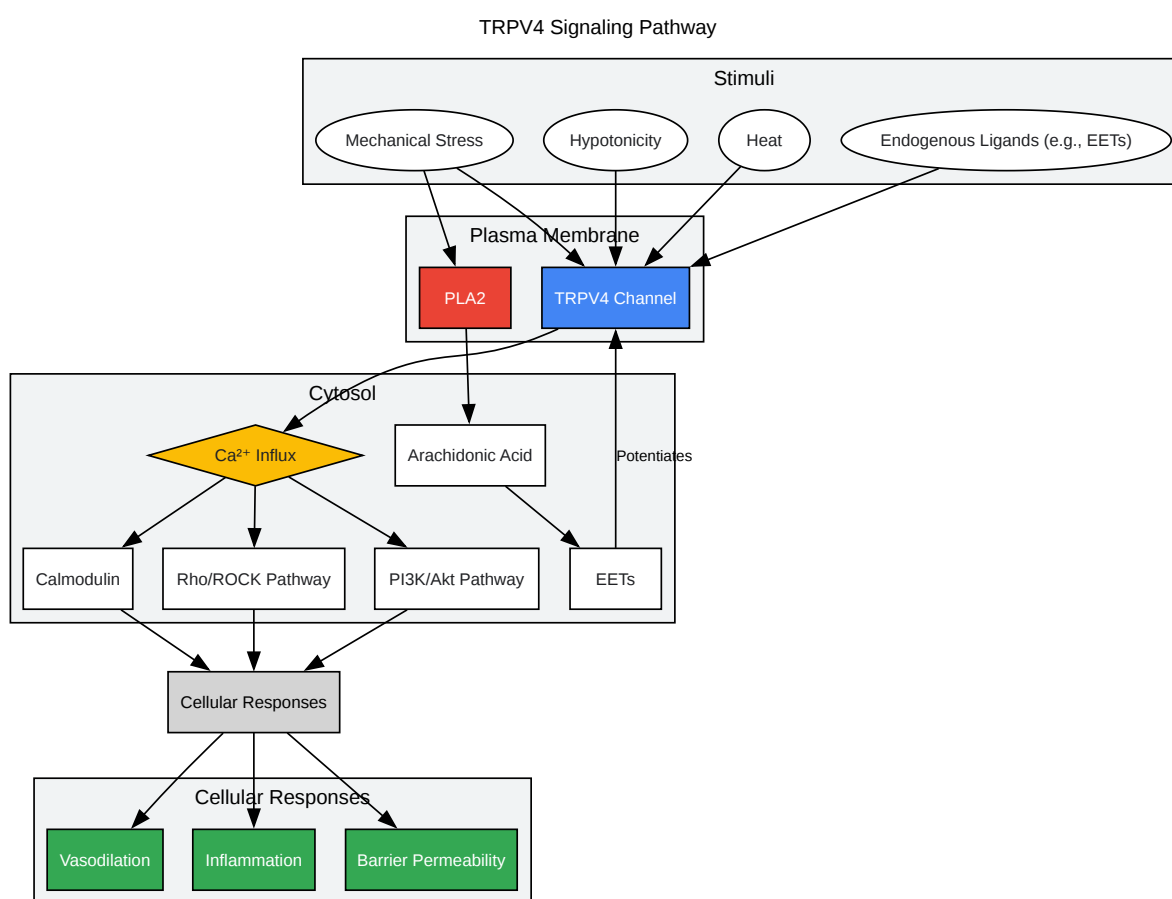 TRPV4 Signaling Pathway
Stimuli
Mechanical Stress
Hypotonicity
Heat
Endogenous Ligands (e.g., EETs)
Plasma Membrane
PLA2
TRPV4 Channel
Cytosol
Ca²⁺ Influx
Arachidonic Acid
Potentiates
Calmodulin
Rho/ROCK Pathway
PI3K/Akt Pathway
EETs
Cellular Responses
Cellular Responses
Vasodilation
Inflammation
Barrier Permeability